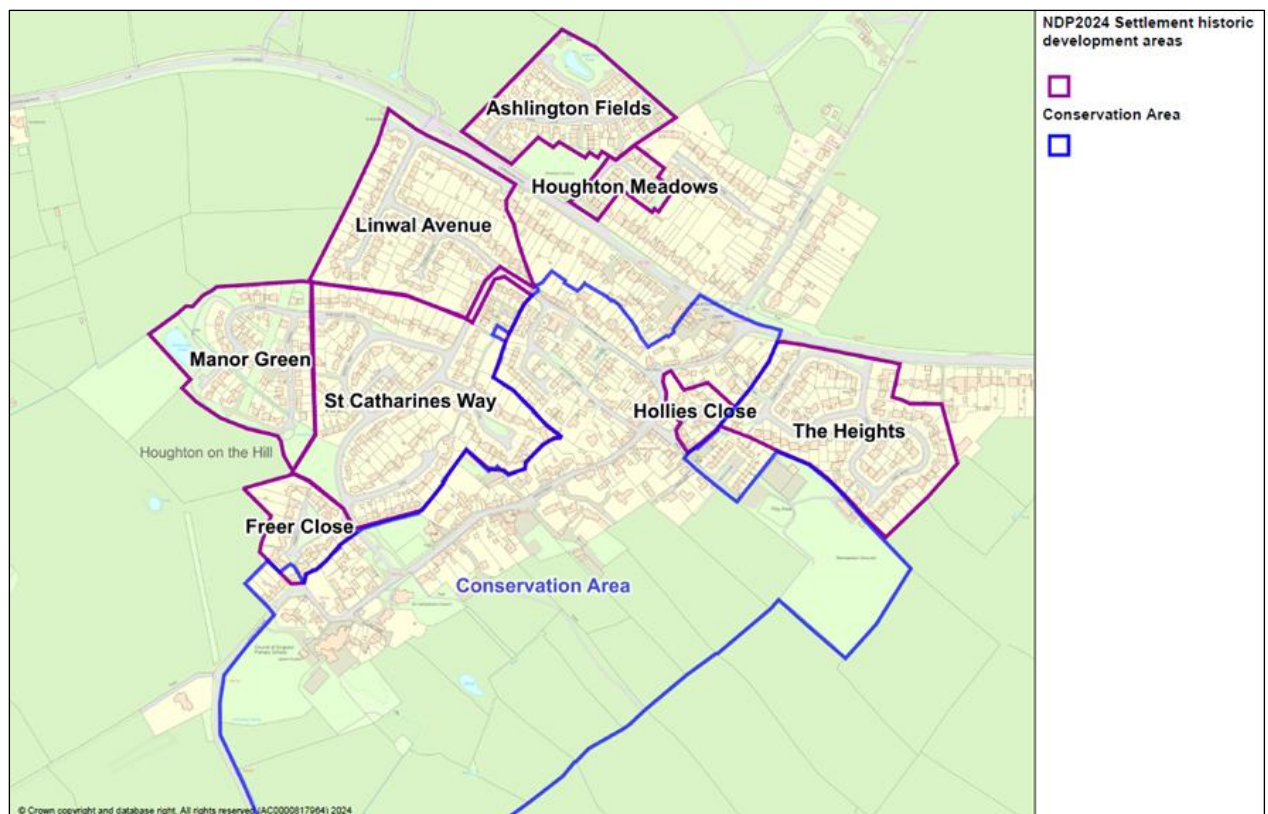 NDP2024 Settlement historic
development areas
Conservation Area
Ashlington Fields
Houghton Meadows
Linwal Avenue
Manor Green
St Catharines Way
Hollies Close
The Heights
Houghton on the Hill
Freer Close
Conservation Area
© Crown copyright and database right. All rights reserved (AC0000817964) 2024